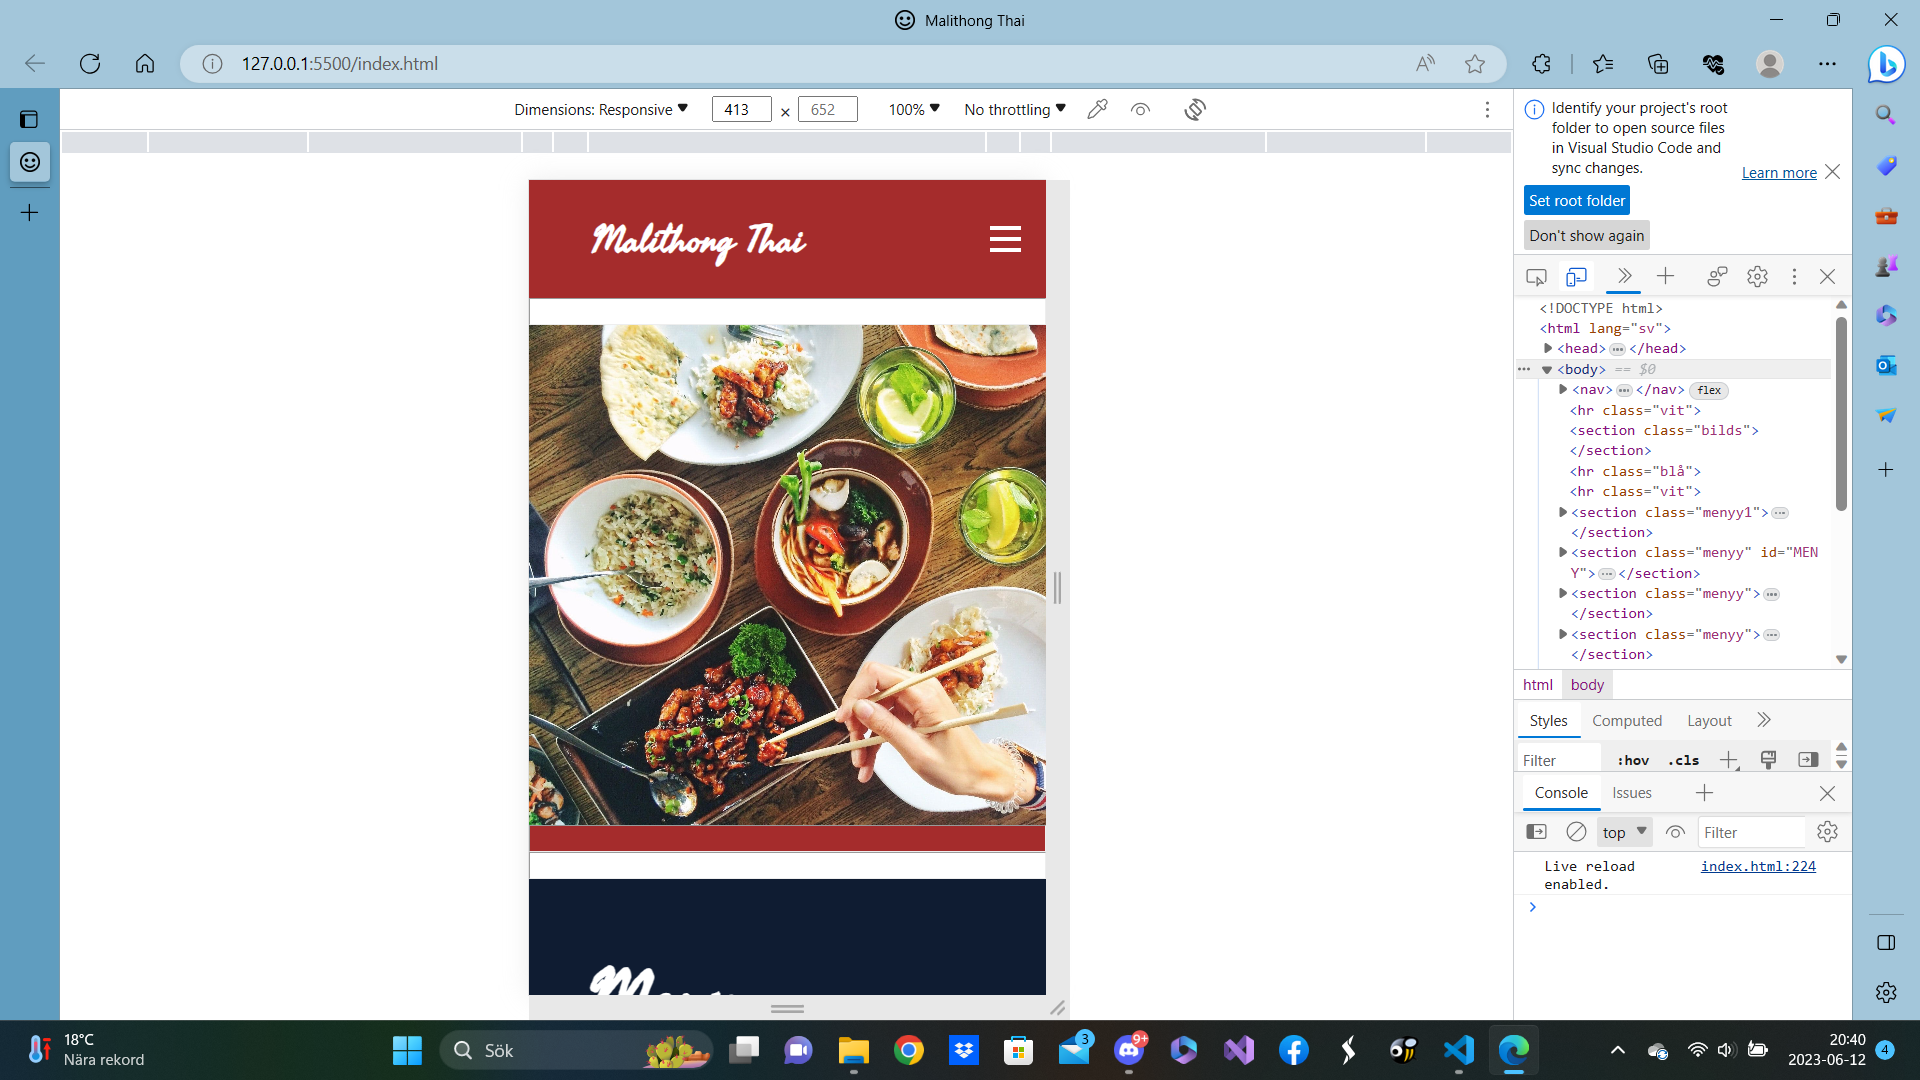 Malithong Thai
127.0.0.1:5500/index.html
Dimensions: Responsive
413 × 652
100%
No throttling
Identify your project's root
folder to open source files
in Visual Studio Code and
sync changes.
Learn more
Set root folder
Don't show again
Malithong Thai
<!DOCTYPE html>
<html lang="sv">
<head> ••• </head>
••• <body> == $0
<nav> ••• </nav> flex
<hr class="vit">
<section class="bilds">
</section>
<hr class="blå">
<hr class="vit">
<section class="menyy1"> •••
</section>
<section class="menyy" id="MEN
Y"> ••• </section>
<section class="menyy"> •••
</section>
<section class="menyy"> •••
</section>
html body
Styles Computed Layout
Filter :hov .cls
Console Issues
top Filter
Live reload index.html:224
enabled.
18°C
Nära rekord
Sök
3
9+
20:40
2023-06-12
4